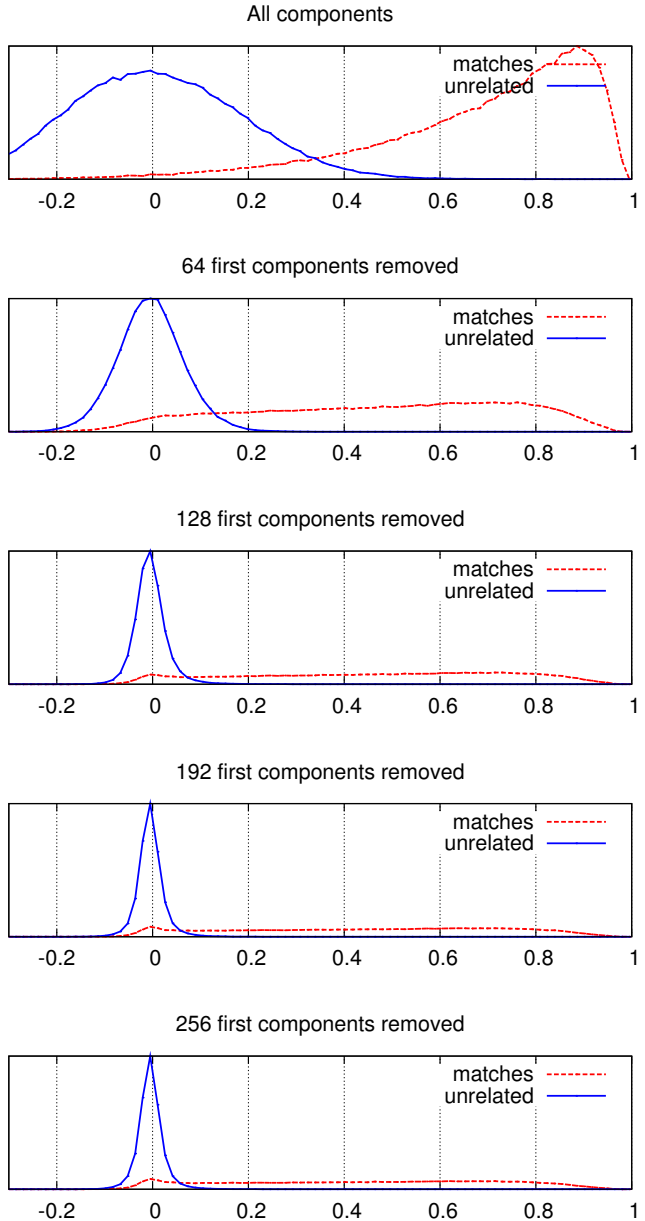 All components
matches
unrelated
-0.2 0 0.2 0.4 0.6 0.8 1
64 first components removed
matches
unrelated
-0.2 0 0.2 0.4 0.6 0.8 1
128 first components removed
matches
unrelated
-0.2 0 0.2 0.4 0.6 0.8 1
192 first components removed
matches
unrelated
-0.2 0 0.2 0.4 0.6 0.8 1
256 first components removed
matches
unrelated
-0.2 0 0.2 0.4 0.6 0.8 1